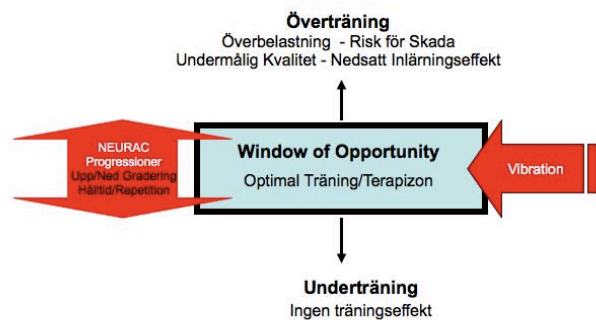 Överträning
Överbelastning - Risk för Skada
Undermålig Kvalitet - Nedsatt Inlärningseffekt
NEURAC
Progressioner
Upp/Ned Gradering
Hålltid/Repetition
Window of Opportunity
Optimal Träning/Terapizon
Vibration
Underträning
Ingen träningseffekt